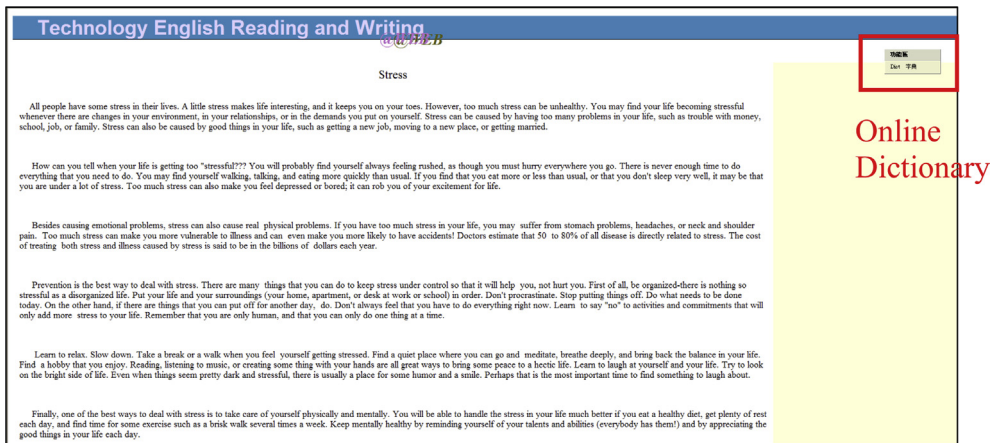 Technology English Reading and Writing
功能區
Dict 字典
Online
Dictionary
Stress
All people have some stress in their lives. A little stress makes life interesting, and it keeps you on your toes. However, too much stress can be unhealthy. You may find your life becoming stressful
whenever there are changes in your environment, in your relationships, or in the demands you put on yourself. Stress can be caused by having too many problems in your life, such as trouble with money,
school, job, or family. Stress can also be caused by good things in your life, such as getting a new job, moving to a new place, or getting married.
How can you tell when your life is getting too "stressful??? You will probably find yourself always feeling rushed, as though you must hurry everywhere you go. There is never enough time to do
everything that you need to do. You may find yourself walking, talking, and eating more quickly than usual. If you find that you eat more or less than usual, or that you don't sleep very well, it may be that
you are under a lot of stress. Too much stress can also make you feel depressed or bored; it can rob you of your excitement for life.
Besides causing emotional problems, stress can also cause real physical problems. If you have too much stress in your life, you may suffer from stomach problems, headaches, or neck and shoulder
pain. Too much stress can make you more vulnerable to illness and can even make you more likely to have accidents! Doctors estimate that 50 to 80% of all disease is directly related to stress. The cost
of treating both stress and illness caused by stress is said to be in the billions of dollars each year.
Prevention is the best way to deal with stress. There are many things that you can do to keep stress under control so that it will help you, not hurt you. First of all, be organized-there is nothing so
stressful as a disorganized life. Put your life and your surroundings (your home, apartment, or desk at work or school) in order. Don't procrastinate. Stop putting things off. Do what needs to be done
today. On the other hand, if there are things that you can put off for another day, do. Don't always feel that you have to do everything right now. Learn to say "no" to activities and commitments that will
only add more stress to your life. Remember that you are only human, and that you can only do one thing at a time.
Learn to relax. Slow down. Take a break or a walk when you feel yourself getting stressed. Find a quiet place where you can go and meditate, breathe deeply, and bring back the balance in your life.
Find a hobby that you enjoy. Reading, listening to music, or creating some thing with your hands are all great ways to bring some peace to a hectic life. Learn to laugh at yourself and your life. Try to look
on the bright side of life. Even when things seem pretty dark and stressful, there is usually a place for some humor and a smile. Perhaps that is the most important time to find something to laugh about.
Finally, one of the best ways to deal with stress is to take care of yourself physically and mentally. You will be able to handle the stress in your life much better if you eat a healthy diet, get plenty of rest
each day, and find time for some exercise such as a brisk walk several times a week. Keep mentally healthy by reminding yourself of your talents and abilities (everybody has them!) and by appreciating the
good things in your life each day.